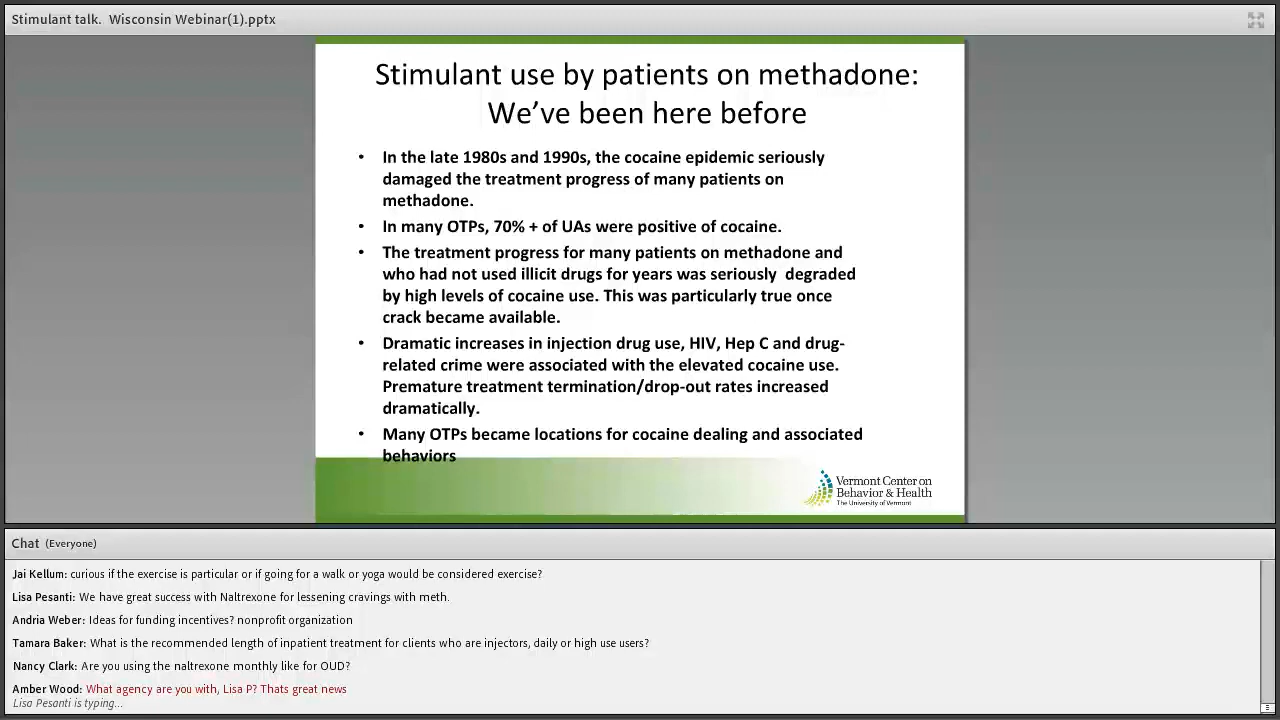 Stimulant talk.  Wisconsin Webinar(1).pptx
Stimulant use by patients on methadone:
We've been here before
• In the late 1980s and 1990s, the cocaine epidemic seriously
damaged the treatment progress of many patients on
methadone.
• In many OTPs, 70% + of UAs were positive of cocaine.
• The treatment progress for many patients on methadone and
who had not used illicit drugs for years was seriously  degraded
by high levels of cocaine use. This was particularly true once
crack became available.
• Dramatic increases in injection drug use, HIV, Hep C and drug-
related crime were associated with the elevated cocaine use.
Premature treatment termination/drop-out rates increased
dramatically.
• Many OTPs became locations for cocaine dealing and associated
behaviors
Vermont Center on
Behavior & Health
The University of Vermont
Chat (Everyone)
Jai Kellum: curious if the exercise is particular or if going for a walk or yoga would be considered exercise?
Lisa Pesanti: We have great success with Naltrexone for lessening cravings with meth.
Andria Weber: Ideas for funding incentives? nonprofit organization
Tamara Baker: What is the recommended length of inpatient treatment for clients who are injectors, daily or high use users?
Nancy Clark: Are you using the naltrexone monthly like for OUD?
Amber Wood: What agency are you with, Lisa P? Thats great news
Lisa Pesanti is typing...